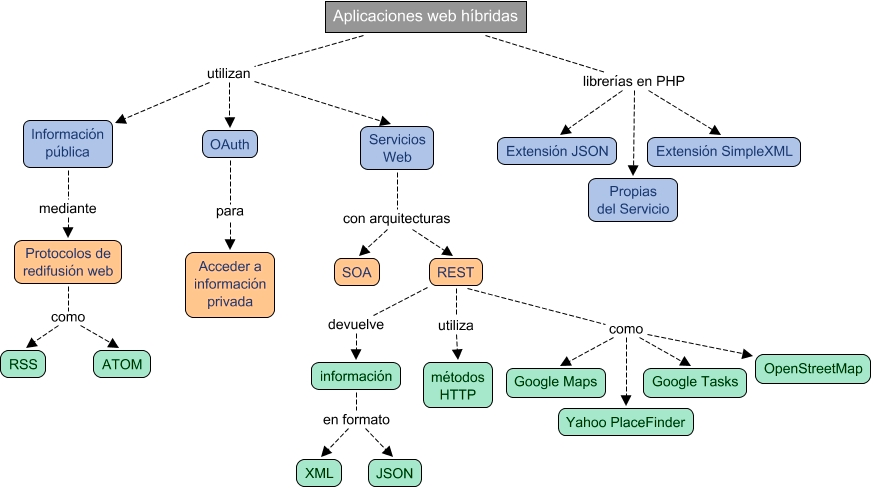 Aplicaciones web híbridas
utilizan
librerías en PHP
Información
pública
OAuth
Servicios
Web
Extensión JSON
Extensión SimpleXML
Propias
del Servicio
mediante
para
con arquitecturas
Protocolos de
redifusión web
Acceder a
información
privada
SOA
REST
como
devuelve
utiliza
como
RSS
ATOM
información
métodos
HTTP
Google Maps
Google Tasks
OpenStreetMap
Yahoo PlaceFinder
en formato
XML
JSON